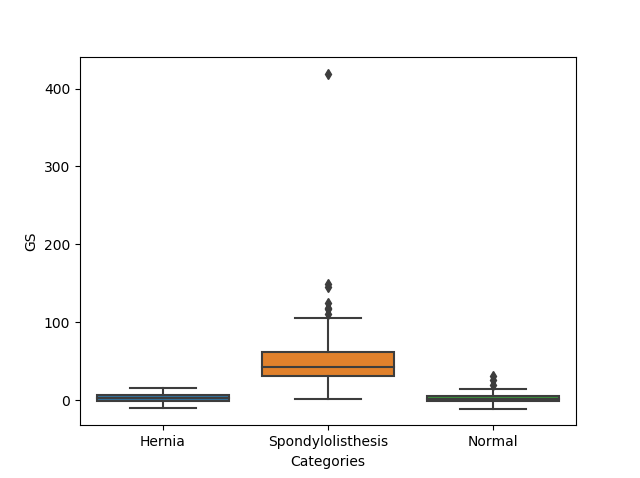 400
300
200
100
0
GS
Hernia
Spondylolisthesis
Normal
Categories